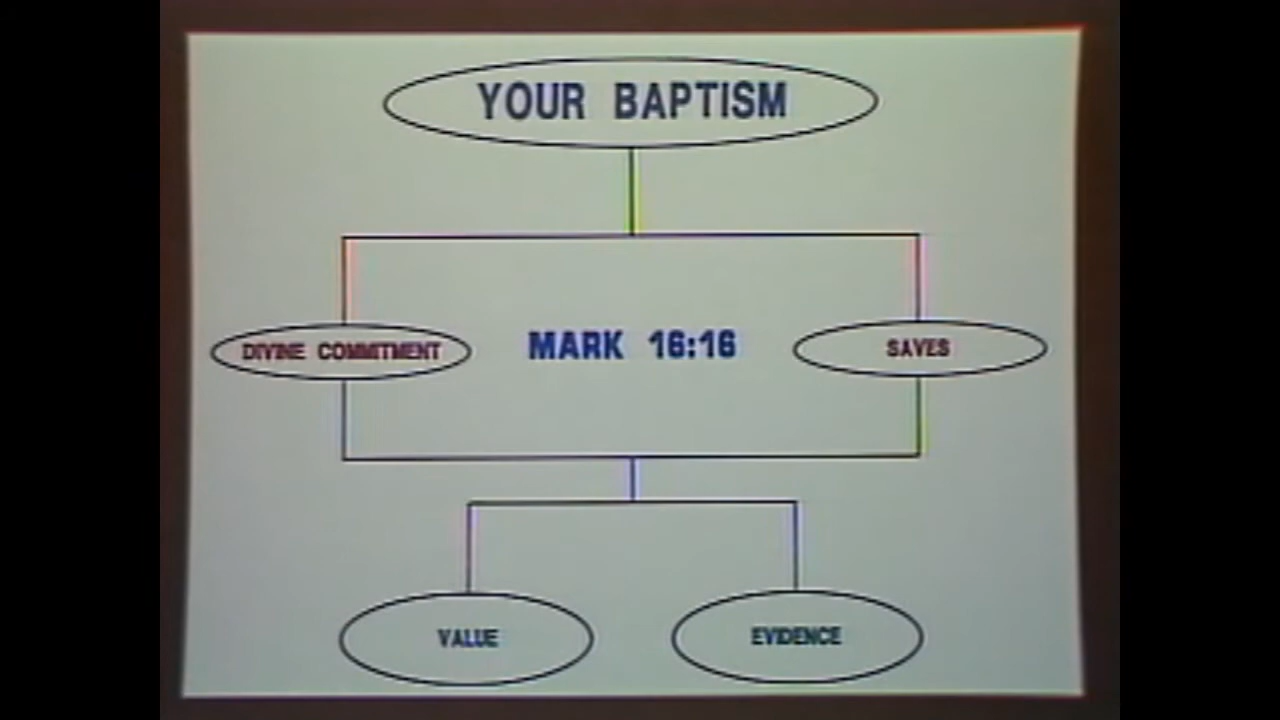 YOUR BAPTISM
DIVINE COMMITMENT
MARK 16:16
SAVES
VALUE
EVIDENCE